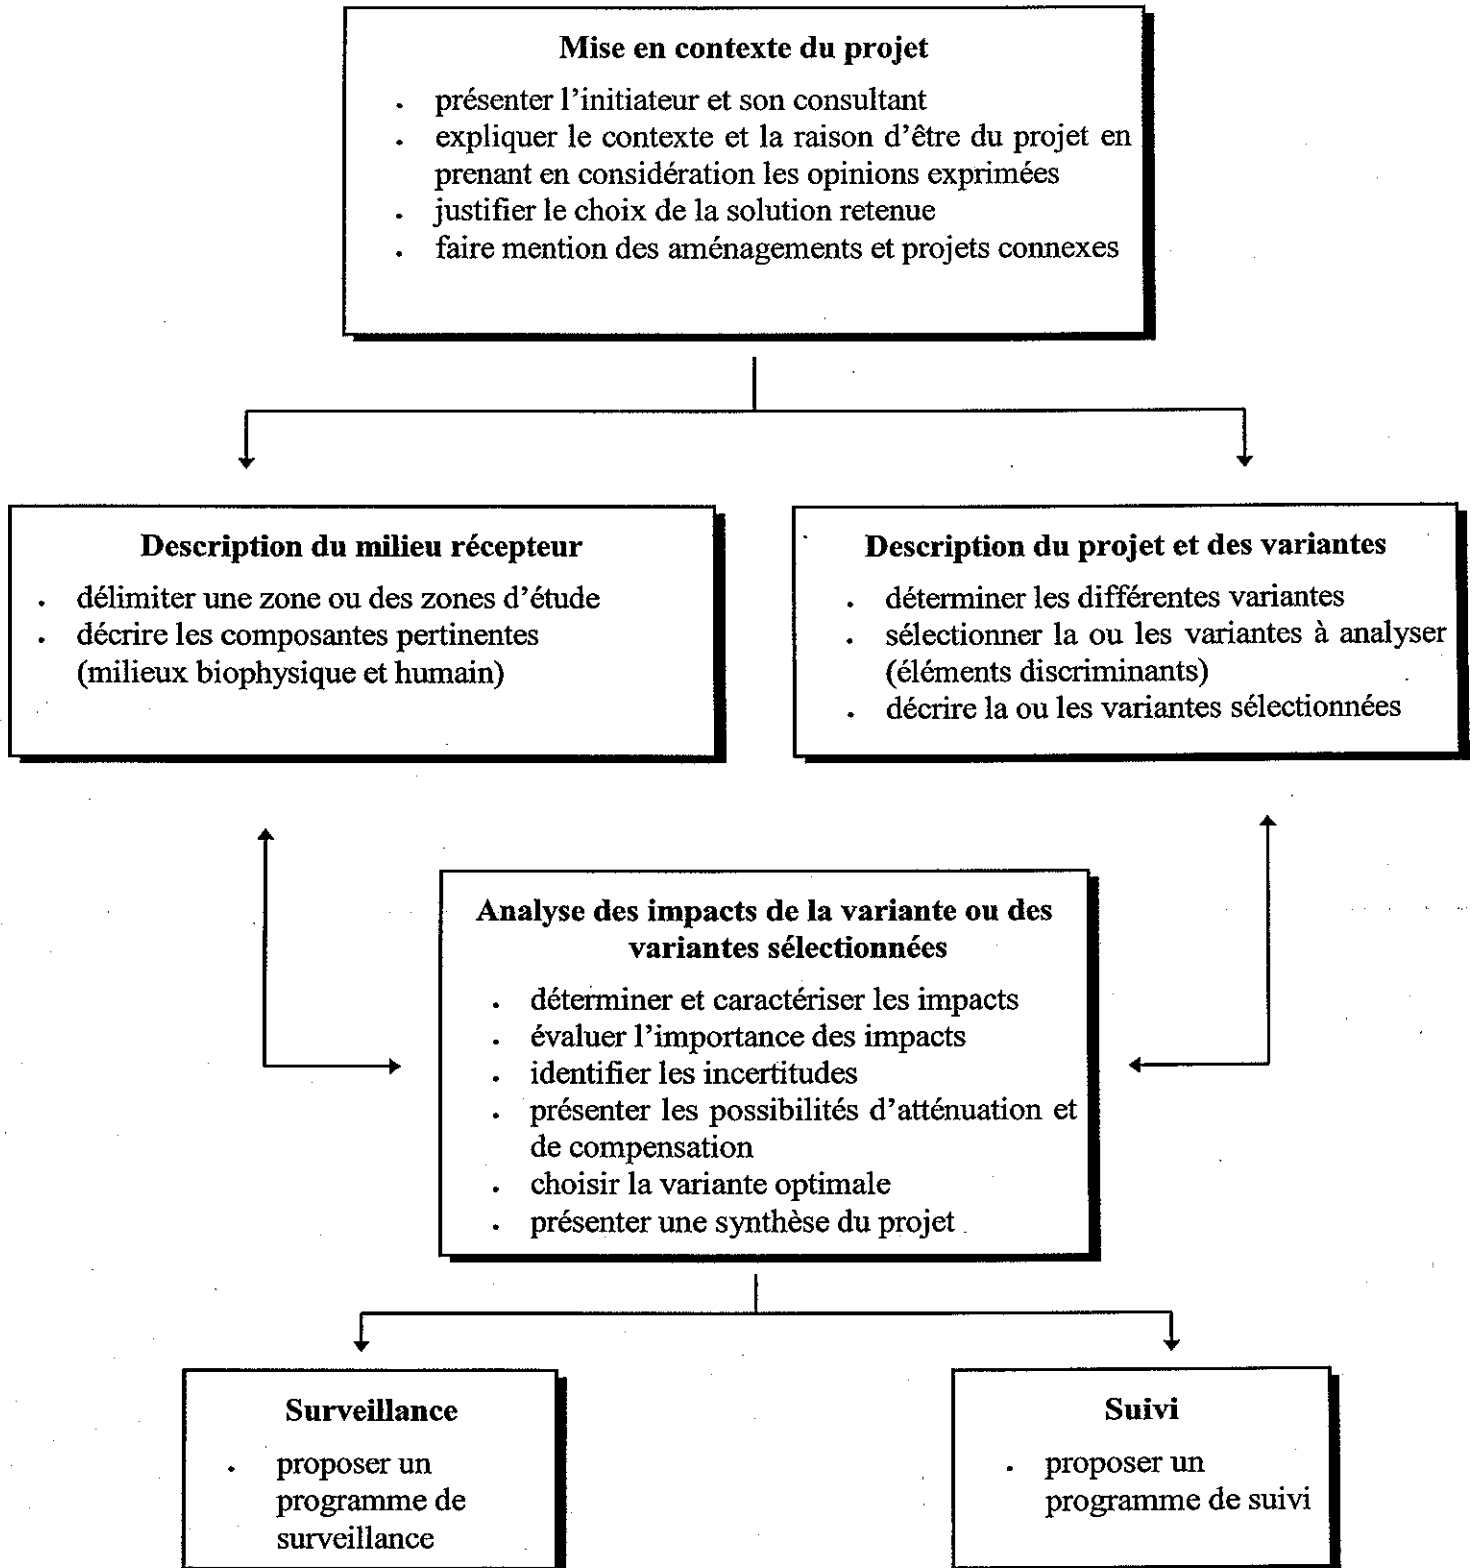 Mise en contexte du projet
. présenter l'initiateur et son consultant
. expliquer le contexte et la raison d'être du projet en
prenant en considération les opinions exprimées
. justifier le choix de la solution retenue
. faire mention des aménagements et projets connexes
Description du milieu récepteur
. délimiter une zone ou des zones d'étude
. décrire les composantes pertinentes
(milieux biophysique et humain)
Description du projet et des variantes
. déterminer les différentes variantes
. sélectionner la ou les variantes à analyser
(éléments discriminants)
. décrire la ou les variantes sélectionnées
Analyse des impacts de la variante ou des
variantes sélectionnées
. déterminer et caractériser les impacts
. évaluer l'importance des impacts
. identifier les incertitudes
. présenter les possibilités d'atténuation et
de compensation
. choisir la variante optimale
. présenter une synthèse du projet
Surveillance
. proposer un
programme de
surveillance
Suivi
. proposer un
programme de suivi